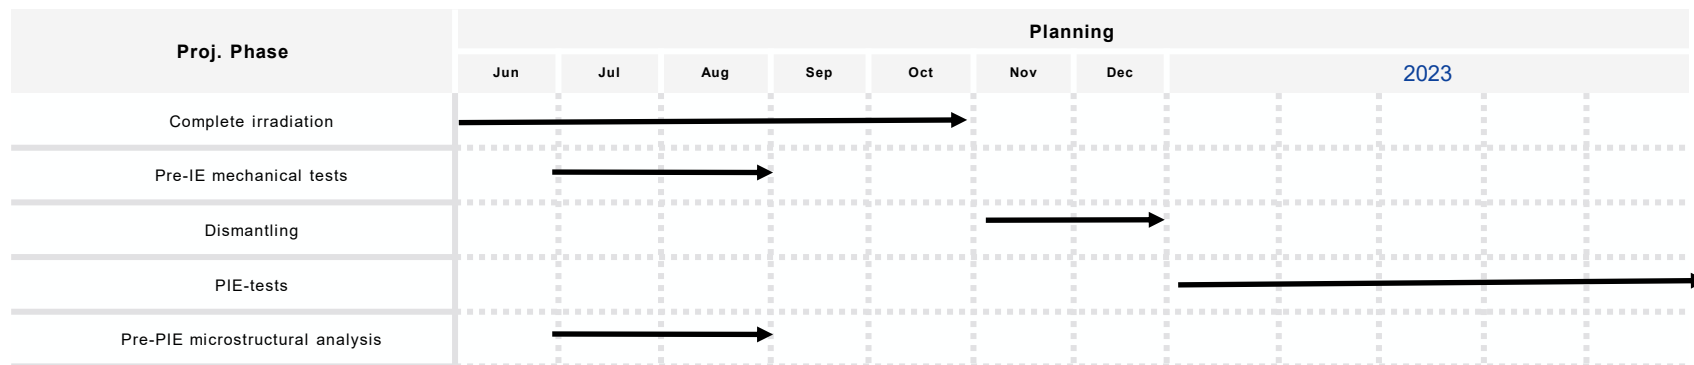 Proj. Phase
Planning
Jun Jul Aug Sep Oct Nov Dec 2023
Complete irradiation
Pre-IE mechanical tests
Dismantling
PIE-tests
Pre-PIE microstructural analysis